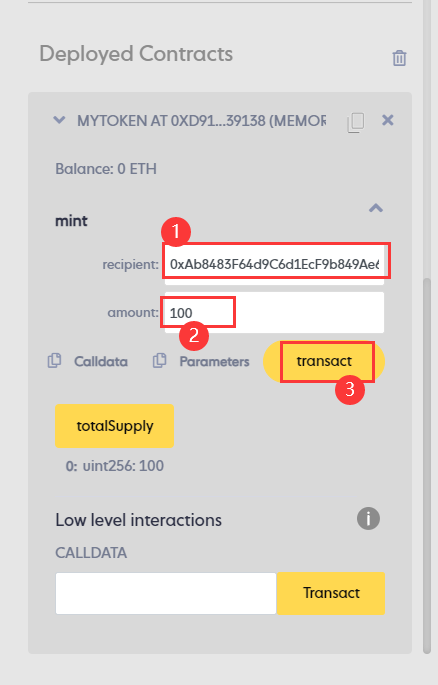 Deployed Contracts
MYTOKEN AT 0XD91...39138 (MEMOR
Balance: 0 ETH
mint
1
recipient: 0xAb8483F64d9C6d1EcF9b849Ae6
amount: 100
2
Calldata Parameters transact
3
totalSupply
0: uint256: 100
Low level interactions i
CALLDATA
Transact